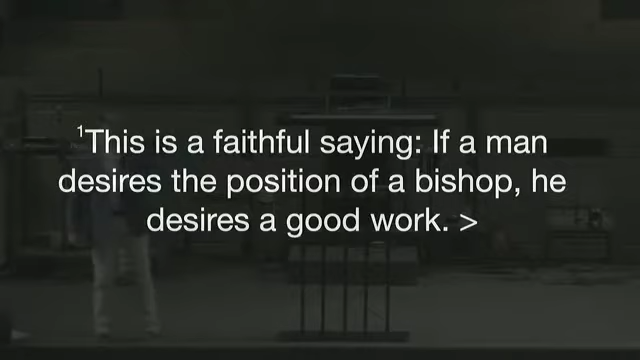 ¹This is a faithful saying: If a man
desires the position of a bishop, he
desires a good work. >